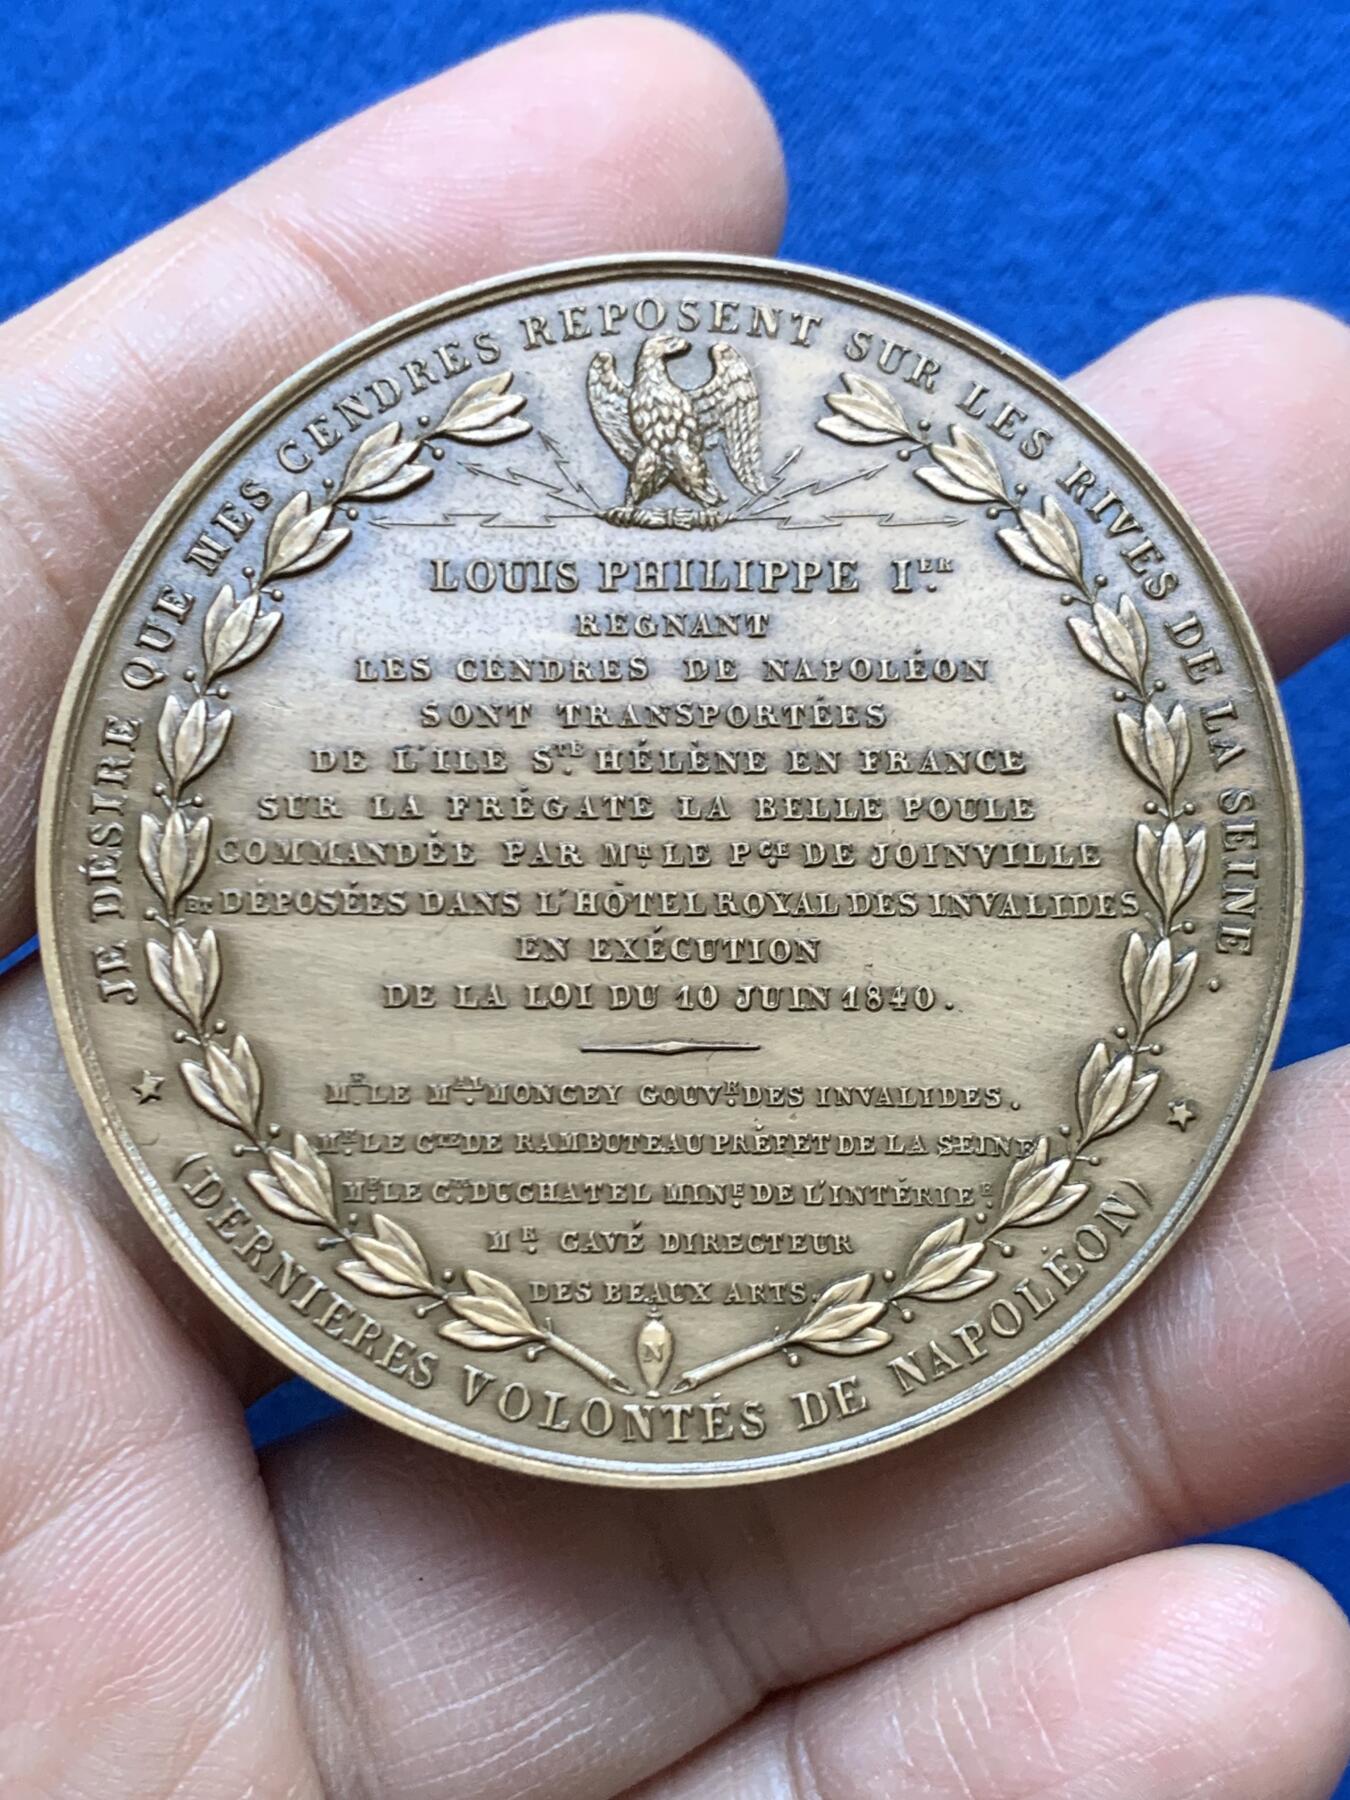 JE DÉSIRE QUE MES CENDRES REPOSENT SUR LES RIVES DE LA SEINE.
LOUIS PHILIPPE IER.
REGNANT
LES CENDRES DE NAPOLÉON
SONT TRANSPORTÉES
DE L'ILE STE. HÉLÈNE EN FRANCE
SUR LA FRÉGATE LA BELLE POULE
COMMANDÉE PAR MR. LE PCE. DE JOINVILLE
ET DÉPOSÉES DANS L'HÔTEL ROYAL DES INVALIDES
EN EXÉCUTION
DE LA LOI DU 10 JUIN 1840.
MR. LE MAL. MONCEY GOUVR. DES INVALIDES.
MR. LE CTE DE RAMBUTEAU PRÉFET DE LA SEINE
MR. LE CTE. DUCHATEL MINE. DE L'INTÉRIER.
MR. CAVÉ DIRECTEUR
DES BEAUX ARTS.
N
(DERNIERES VOLONTÉS DE NAPOLÉON)